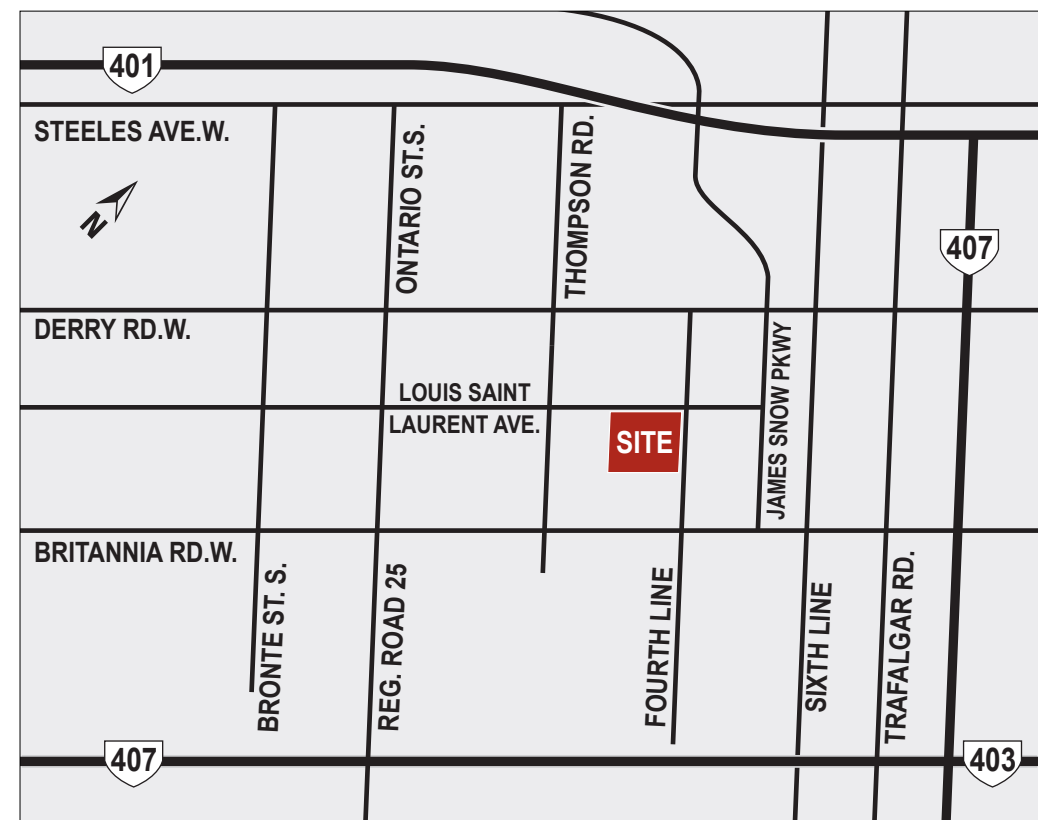 401
STEELES AVE.W.
N
ONTARIO ST.S.
THOMPSON RD.
407
DERRY RD.W.
LOUIS SAINT
LAURENT AVE.
SITE
JAMES SNOW PKWY
BRITANNIA RD.W.
BRONTE ST. S.
REG. ROAD 25
FOURTH LINE
SIXTH LINE
TRAFALGAR RD.
407
403